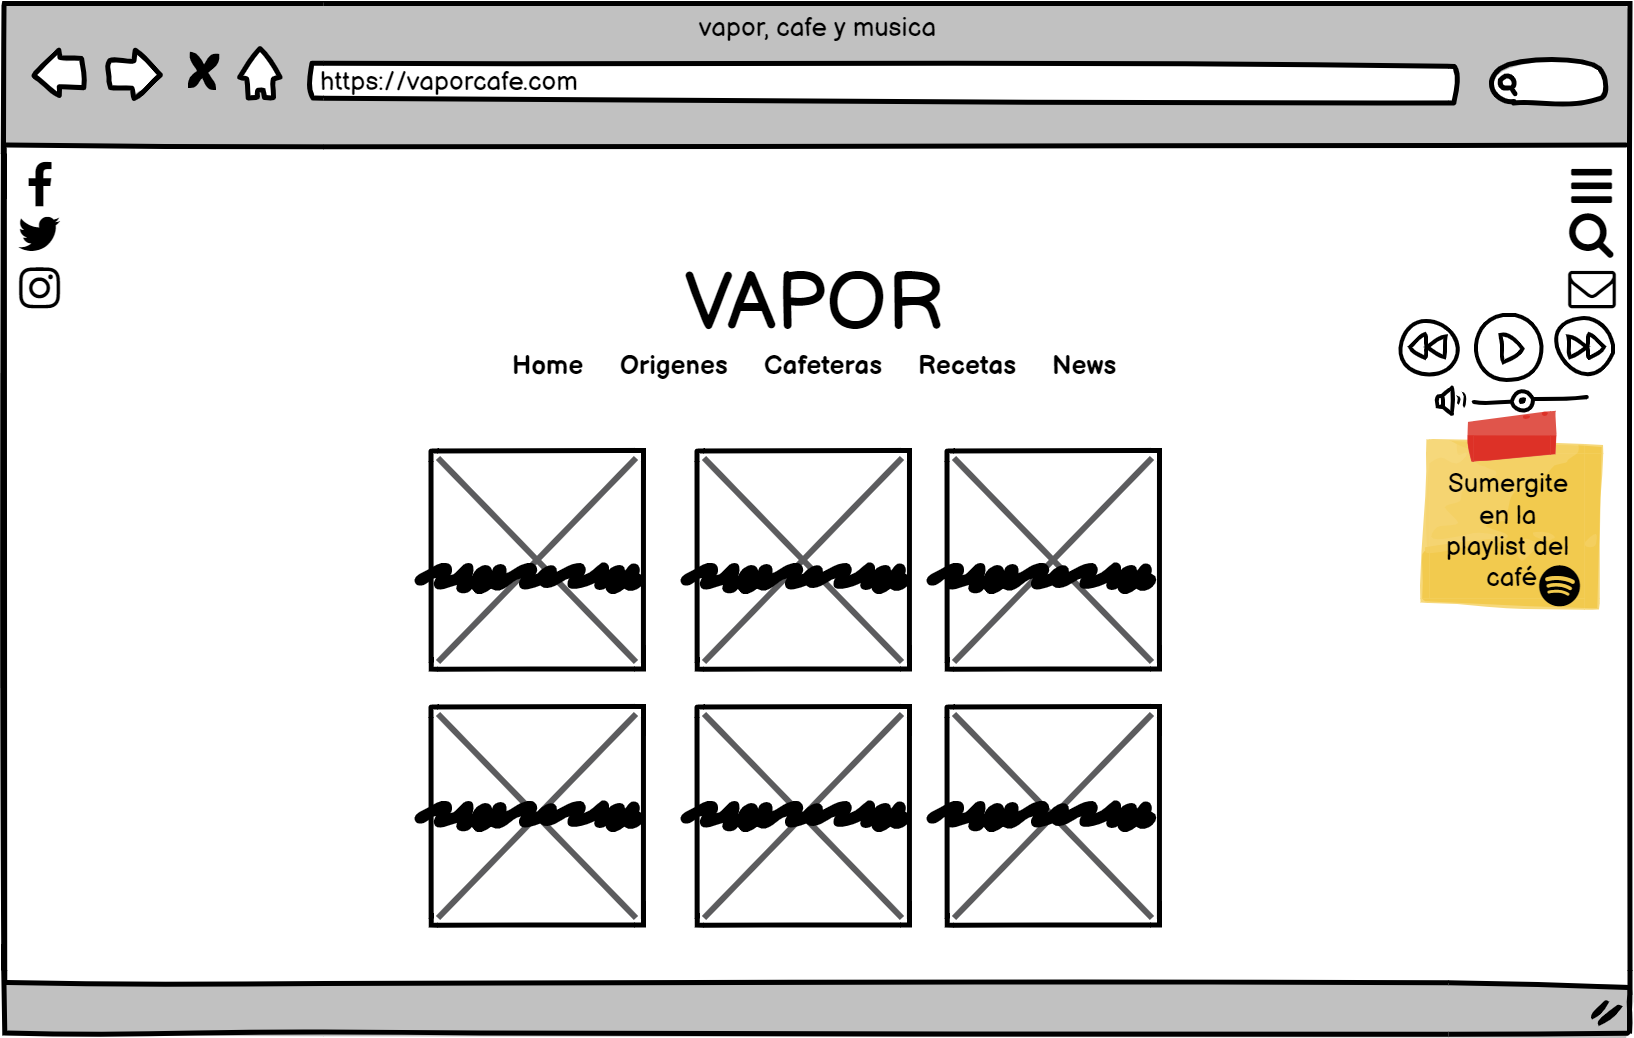 vapor, cafe y musica
https://vaporcafe.com
VAPOR
Home Origenes Cafeteras Recetas News
Sumergite
en la
playlist del
café